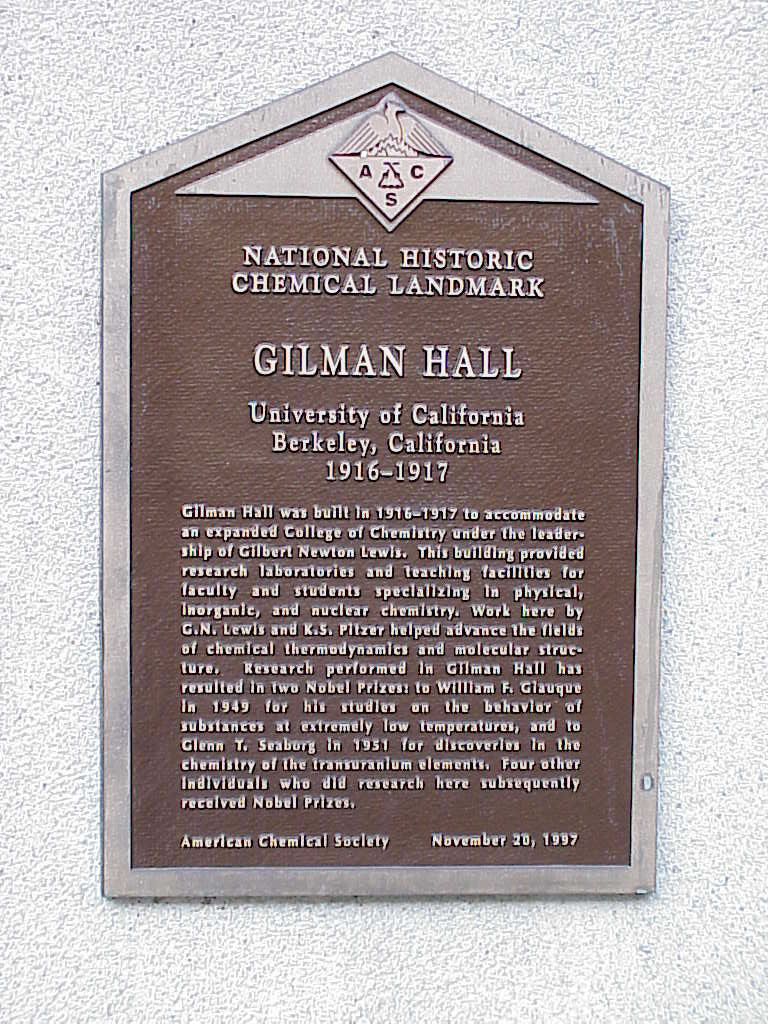 A C
S
NATIONAL HISTORIC
CHEMICAL LANDMARK
GILMAN HALL
University of California
Berkeley, California
1916–1917
Gilman Hall was built in 1916–1917 to accommodate
an expanded College of Chemistry under the leader-
ship of Gilbert Newton Lewis. This building provided
research laboratories and teaching facilities for
faculty and students specializing in physical,
inorganic, and nuclear chemistry. Work here by
G.N. Lewis and K.S. Pitzer helped advance the fields
of chemical thermodynamics and molecular struc-
ture. Research performed in Gilman Hall has
resulted in two Nobel Prizes: to William F. Giauque
in 1949 for his studies on the behavior of
substances at extremely low temperatures, and to
Glenn T. Seaborg in 1951 for discoveries in the
chemistry of the transuranium elements. Four other
individuals who did research here subsequently
received Nobel Prizes.
American Chemical Society November 20, 1997